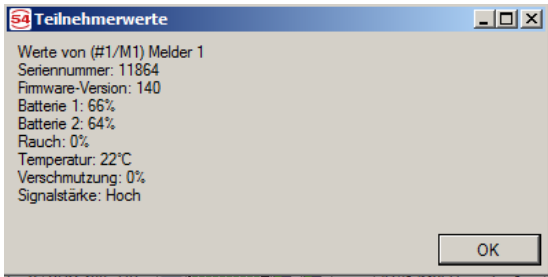 54 Teilnehmerwerte
Werte von (#1/M1) Melder 1
Seriennummer: 11864
Firmware-Version: 140
Batterie 1: 66%
Batterie 2: 64%
Rauch: 0%
Temperatur: 22°C
Verschmutzung: 0%
Signalstärke: Hoch
OK